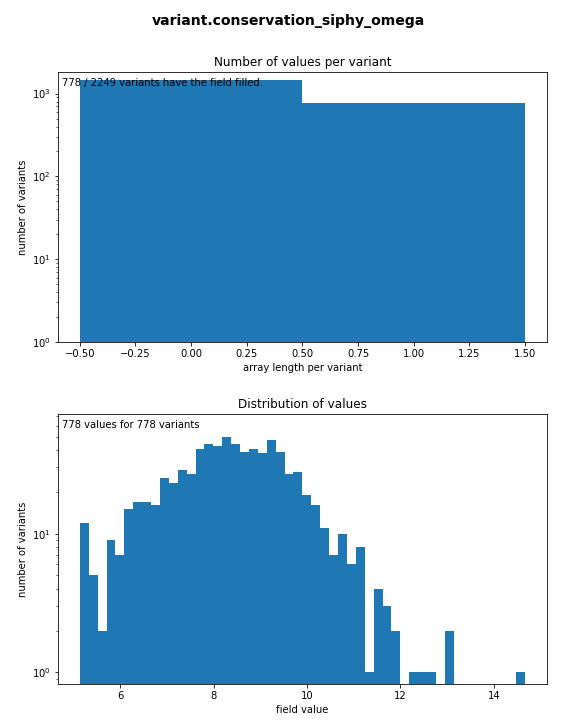 variant.conservation_siphy_omega
Number of values per variant
778 / 2249 variants have the field filled.
number of variants
10³
10²
10¹
10⁰
−0.50 −0.25 0.00 0.25 0.50 0.75 1.00 1.25 1.50
array length per variant
Distribution of values
778 values for 778 variants
number of variants
10¹
10⁰
6 8 10 12 14
field value